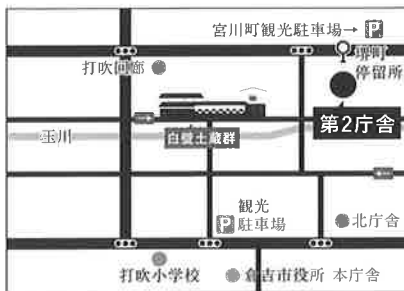 宮川町観光駐車場→ P
打吹回廊
堺町
停留所
第2庁舎
玉川
白壁土蔵群
観光
P 駐車場
北庁舎
打吹小学校
倉吉市役所 本庁舎